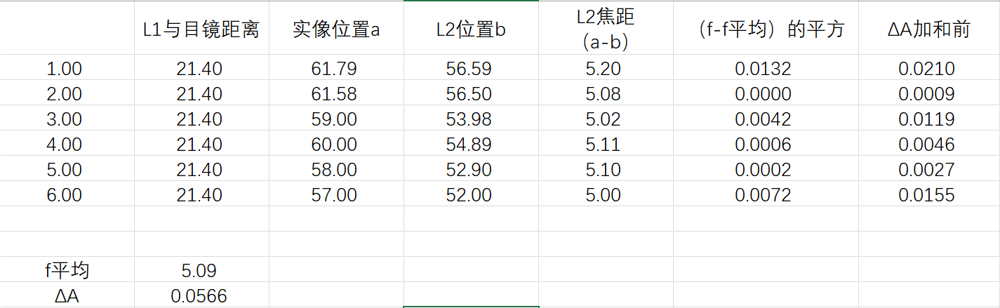 L1与目镜距离 实像位置a L2位置b L2焦距（a-b） （f-f平均）的平方 ΔA加和前
1.00 21.40 61.79 56.59 5.20 0.0132 0.0210
2.00 21.40 61.58 56.50 5.08 0.0000 0.0009
3.00 21.40 59.00 53.98 5.02 0.0042 0.0119
4.00 21.40 60.00 54.89 5.11 0.0006 0.0046
5.00 21.40 58.00 52.90 5.10 0.0002 0.0027
6.00 21.40 57.00 52.00 5.00 0.0072 0.0155
f平均 5.09
ΔA 0.0566